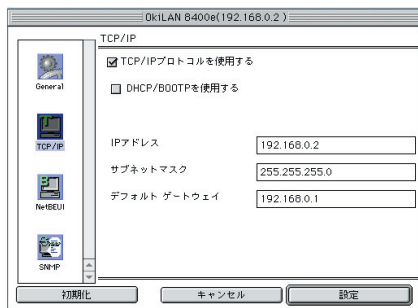 OkiLAN 8400e(192.168.0.2)
TCP/IP
TCP/IPプロトコルを使用する
DHCP/BOOTPを使用する
General
TCP/IP
NetBEUI
SNMP
IPアドレス 192.168.0.2
サブネットマスク 255.255.255.0
デフォルト ゲートウェイ 192.168.0.1
初期化 キャンセル 設定